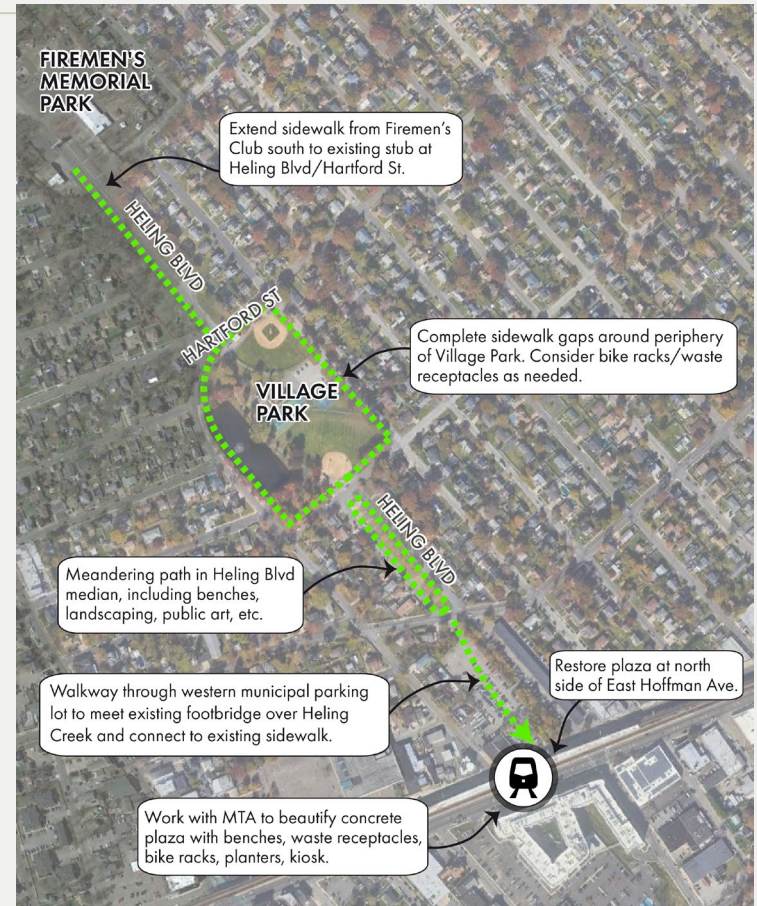 FIREMEN'S
MEMORIAL
PARK
Extend sidewalk from Firemen's
Club south to existing stub at
Heling Blvd/Hartford St.
HELING BLVD
HARTFORD ST
Complete sidewalk gaps around periphery
of Village Park. Consider bike racks/waste
receptacles as needed.
VILLAGE
PARK
HELING BLVD
Meandering path in Heling Blvd
median, including benches,
landscaping, public art, etc.
Restore plaza at north
side of East Hoffman Ave.
Walkway through western municipal parking
lot to meet existing footbridge over Heling
Creek and connect to existing sidewalk.
Work with MTA to beautify concrete
plaza with benches, waste receptacles,
bike racks, planters, kiosk.